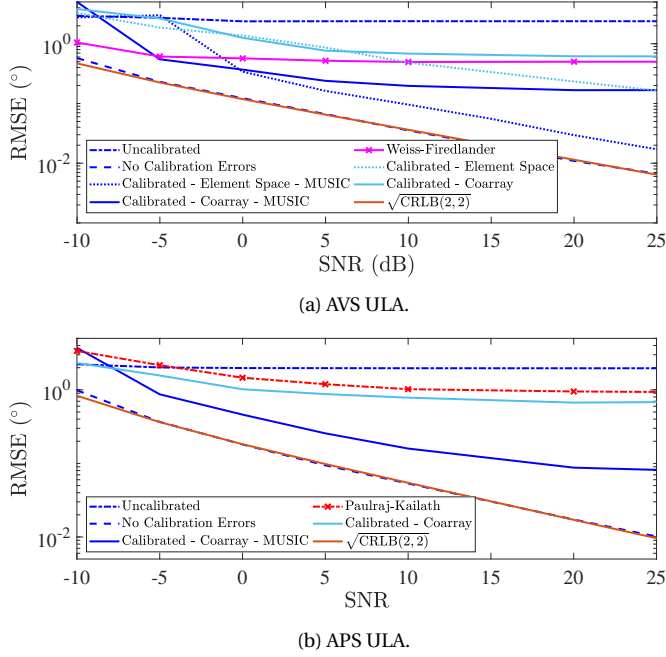 10^0
10^-2
RMSE (°)
Uncalibrated
No Calibration Errors
Calibrated - Element Space - MUSIC
Calibrated - Coarray - MUSIC
Weiss-Firedlander
Calibrated - Element Space
Calibrated - Coarray
√CRLB(2,2)
-10 -5 0 5 10 15 20 25
SNR (dB)
(a) AVS ULA.
10^0
10^-2
RMSE (°)
Uncalibrated
No Calibration Errors
Calibrated - Coarray - MUSIC
Paulraj-Kailath
Calibrated - Coarray
√CRLB(2,2)
-10 -5 0 5 10 15 20 25
SNR
(b) APS ULA.